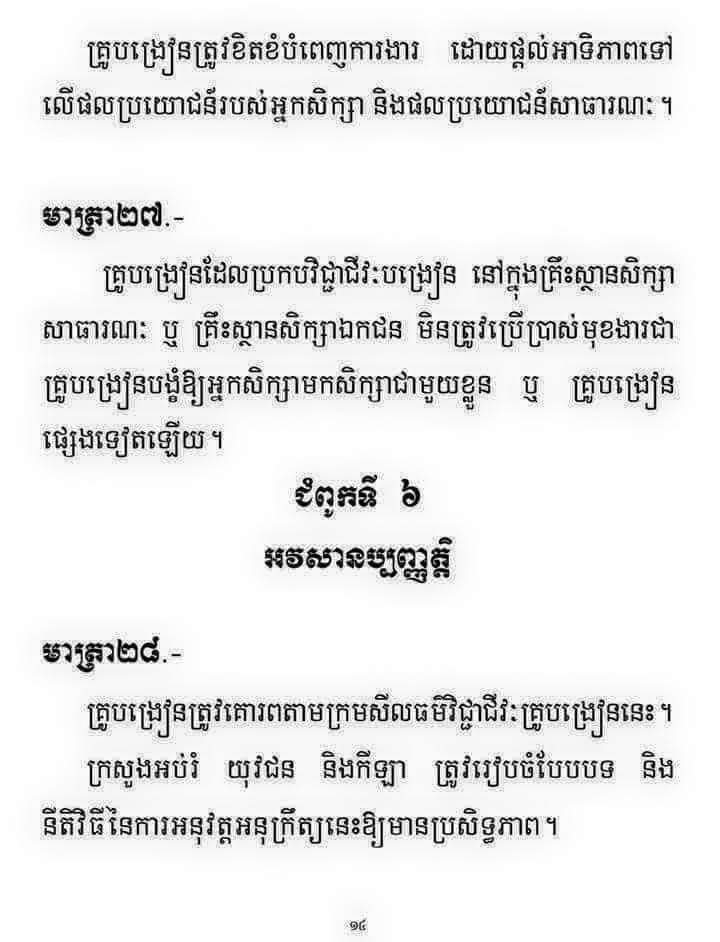 គ្រូបង្រៀនត្រូវខិតខំបំពេញការងារ ដោយផ្តល់អាទិភាពទៅ
លើផលប្រយោជន៍របស់អ្នកសិក្សា និងផលប្រយោជន៍សាធារណៈ។
មាត្រា២៧.-
គ្រូបង្រៀនដែលប្រកបវិជ្ជាជីវៈបង្រៀន នៅក្នុងគ្រឹះស្ថានសិក្សា
សាធារណៈ ឬ គ្រឹះស្ថានសិក្សាឯកជន មិនត្រូវប្រើប្រាស់មុខងារជា
គ្រូបង្រៀនបង្ខំឱ្យអ្នកសិក្សាមកសិក្សាជាមួយខ្លួន ឬ គ្រូបង្រៀន
ផ្សេងទៀតឡើយ។
ជំពូកទី ៦
អវសានប្បញ្ញត្តិ
មាត្រា២៨.-
គ្រូបង្រៀនត្រូវគោរពតាមក្រមសីលធម៌វិជ្ជាជីវៈគ្រូបង្រៀននេះ។
ក្រសួងអប់រំ យុវជន និងកីឡា ត្រូវរៀបចំបែបបទ និង
នីតិវិធីនៃការអនុវត្តអនុក្រឹត្យនេះឱ្យមានប្រសិទ្ធភាព។
១៤